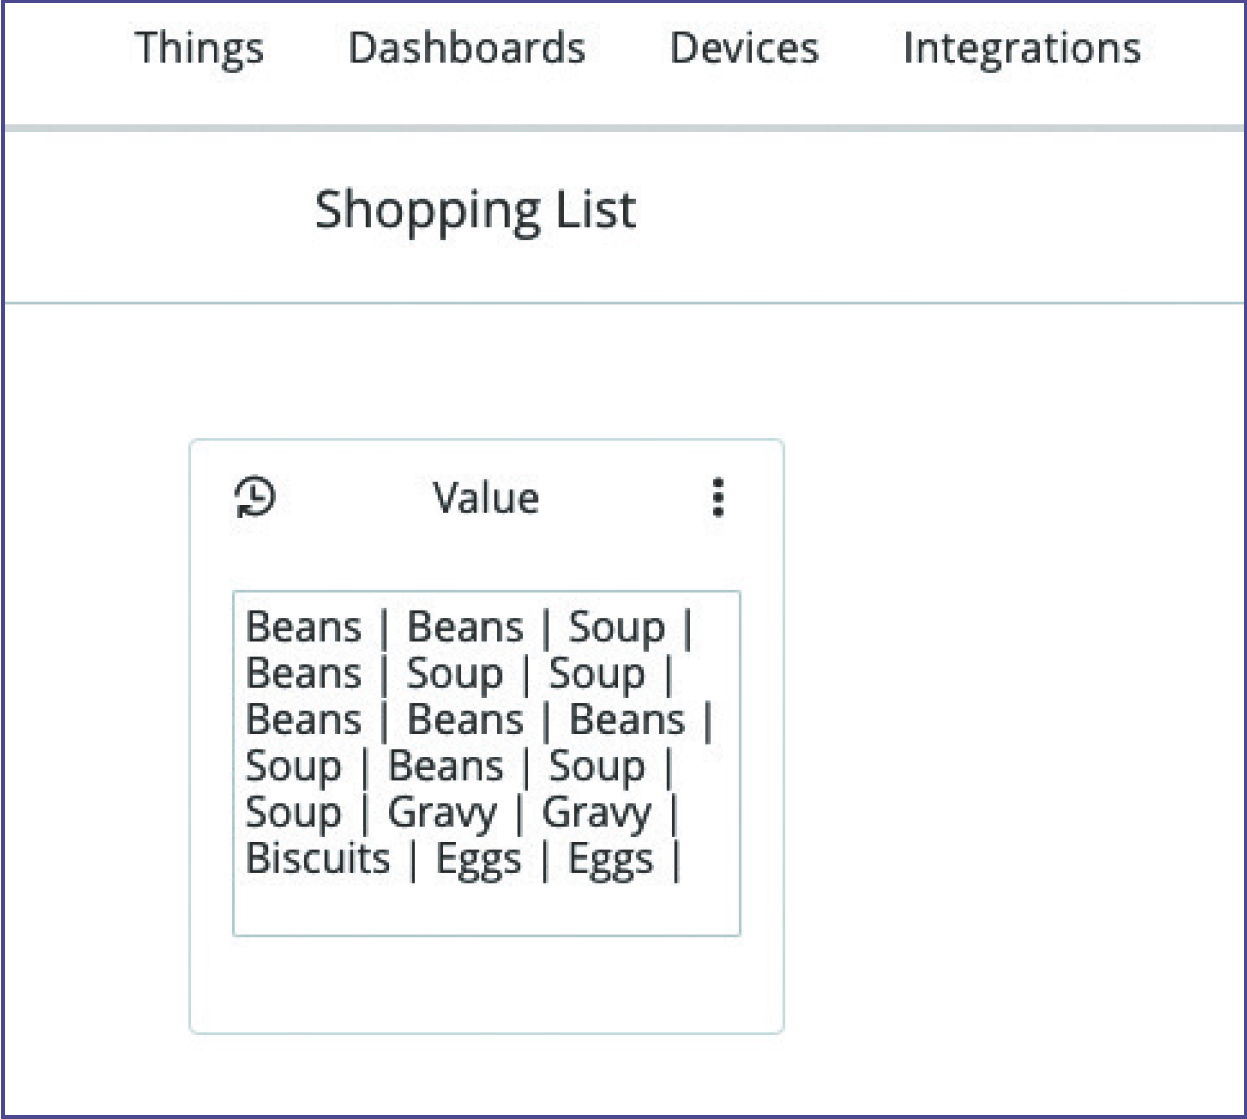 Things Dashboards Devices Integrations
Shopping List
Value
Beans | Beans | Soup |
Beans | Soup | Soup |
Beans | Beans | Beans |
Soup | Beans | Soup |
Soup | Gravy | Gravy |
Biscuits | Eggs | Eggs |